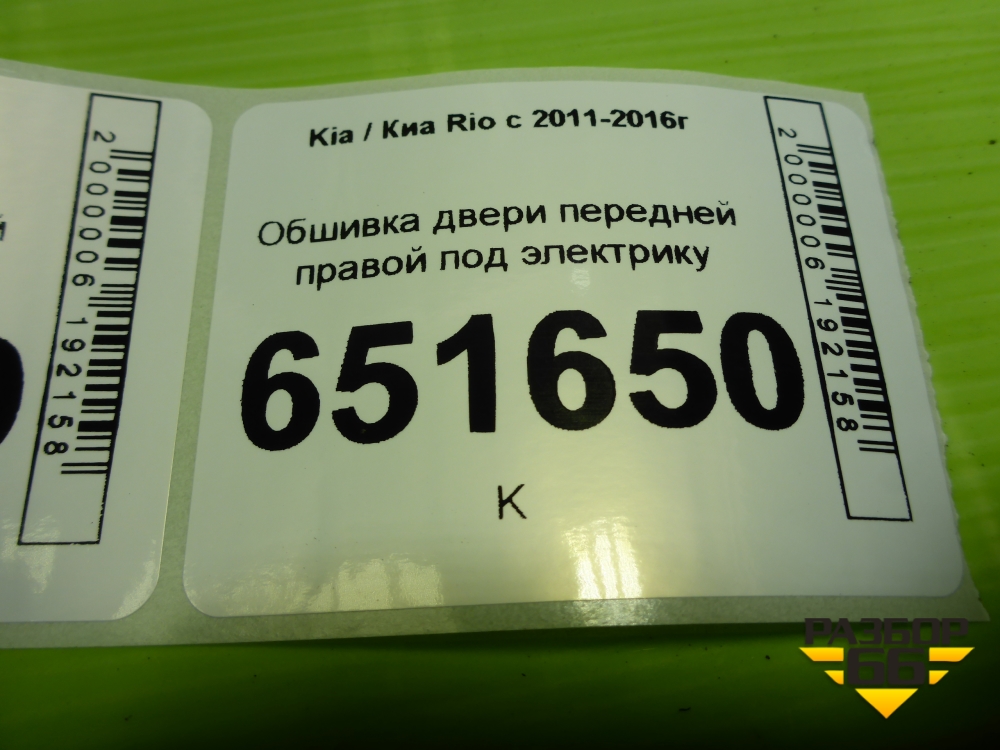 2000006192158
Kia / Киа Rio с 2011-2016г
Обшивка двери передней
правой под электрику
651650
К
2000006192158
РАЗБОР
66